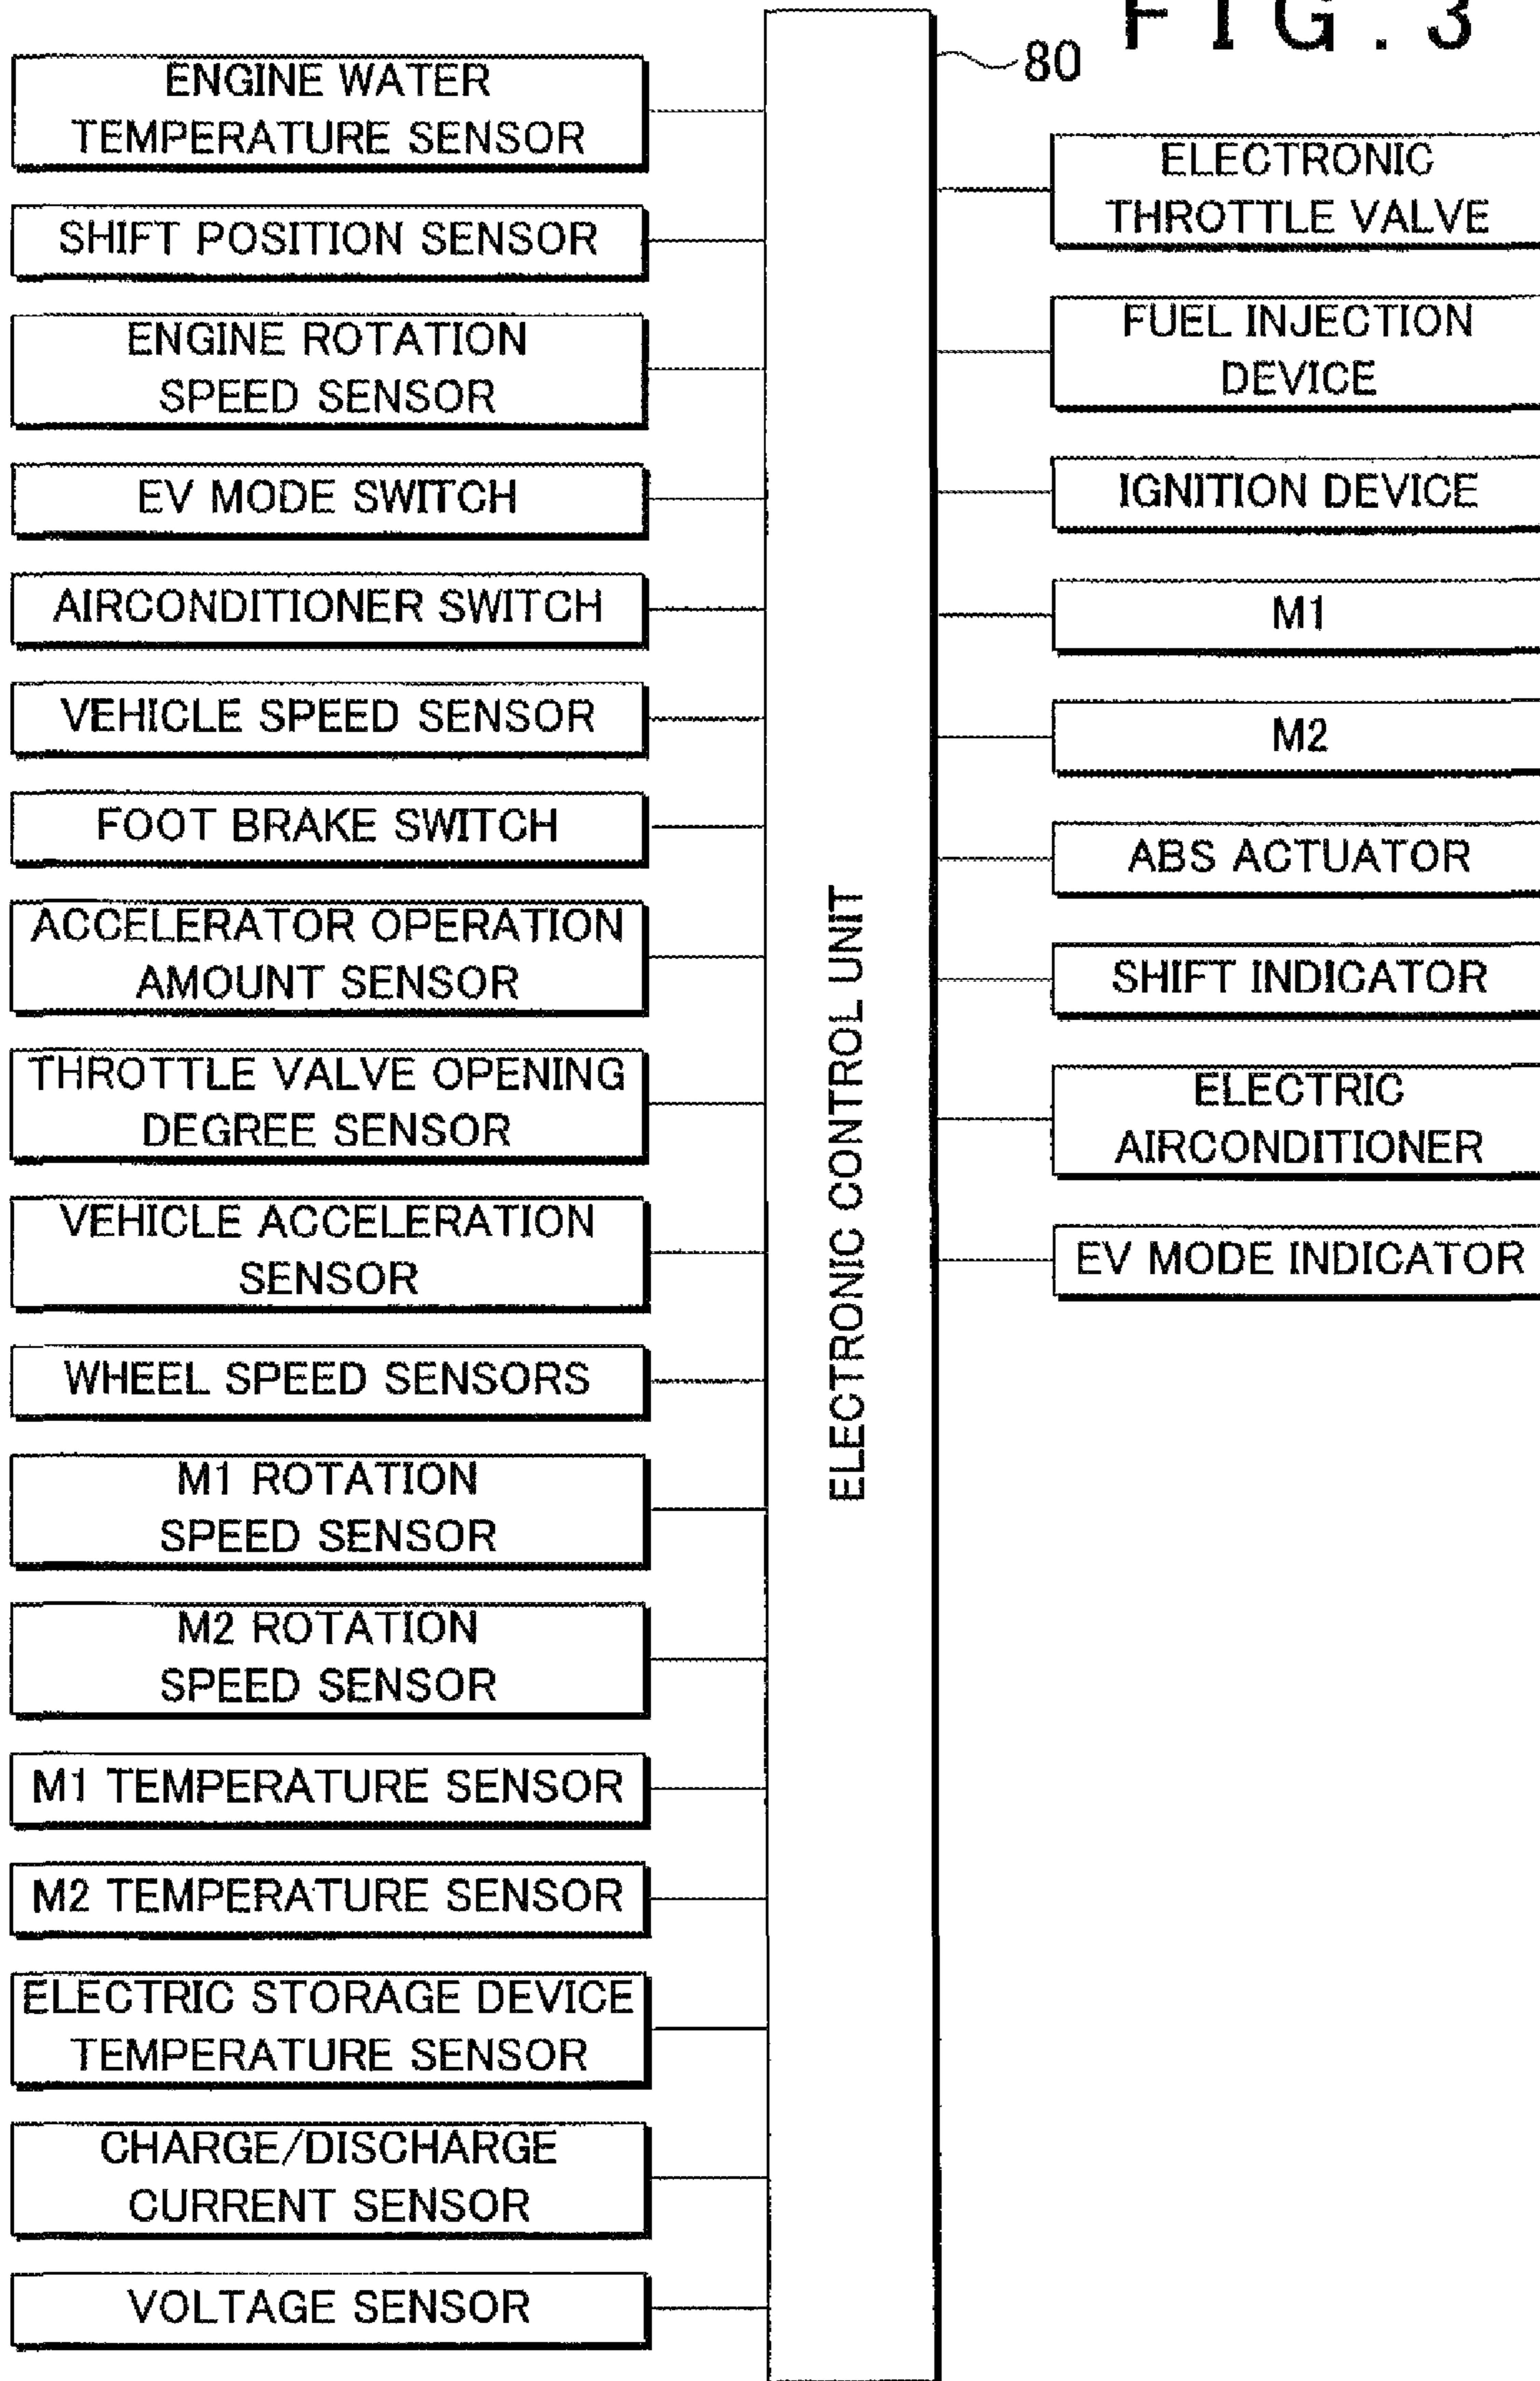 FIG. 3
80
ENGINE WATER
TEMPERATURE SENSOR
SHIFT POSITION SENSOR
ENGINE ROTATION
SPEED SENSOR
EV MODE SWITCH
AIRCONDITIONER SWITCH
VEHICLE SPEED SENSOR
FOOT BRAKE SWITCH
ACCELERATOR OPERATION
AMOUNT SENSOR
THROTTLE VALVE OPENING
DEGREE SENSOR
VEHICLE ACCELERATION
SENSOR
WHEEL SPEED SENSORS
M1 ROTATION
SPEED SENSOR
M2 ROTATION
SPEED SENSOR
M1 TEMPERATURE SENSOR
M2 TEMPERATURE SENSOR
ELECTRIC STORAGE DEVICE
TEMPERATURE SENSOR
CHARGE/DISCHARGE
CURRENT SENSOR
VOLTAGE SENSOR
ELECTRONIC CONTROL UNIT
ELECTRONIC
THROTTLE VALVE
FUEL INJECTION
DEVICE
IGNITION DEVICE
M1
M2
ABS ACTUATOR
SHIFT INDICATOR
ELECTRIC
AIRCONDITIONER
EV MODE INDICATOR